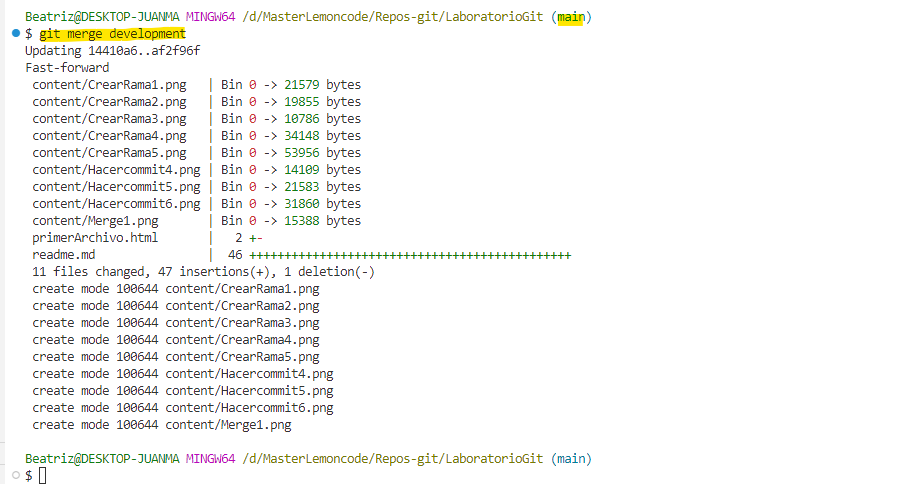 Beatriz@DESKTOP-JUANMA MINGW64 /d/MasterLemoncode/Repos-git/LaboratorioGit (main)
$ git merge development
Updating 14410a6..af2f96f
Fast-forward
 content/CrearRama1.png   | Bin 0 -> 21579 bytes
 content/CrearRama2.png   | Bin 0 -> 19855 bytes
 content/CrearRama3.png   | Bin 0 -> 10786 bytes
 content/CrearRama4.png   | Bin 0 -> 34148 bytes
 content/CrearRama5.png   | Bin 0 -> 53956 bytes
 content/Hacercommit4.png | Bin 0 -> 14109 bytes
 content/Hacercommit5.png | Bin 0 -> 21583 bytes
 content/Hacercommit6.png | Bin 0 -> 31860 bytes
 content/Merge1.png       | Bin 0 -> 15388 bytes
 primerArchivo.html       |   2 +-
 readme.md                |  46 ++++++++++++++++++++++++++++++++++++++++++++++
 11 files changed, 47 insertions(+), 1 deletion(-)
 create mode 100644 content/CrearRama1.png
 create mode 100644 content/CrearRama2.png
 create mode 100644 content/CrearRama3.png
 create mode 100644 content/CrearRama4.png
 create mode 100644 content/CrearRama5.png
 create mode 100644 content/Hacercommit4.png
 create mode 100644 content/Hacercommit5.png
 create mode 100644 content/Hacercommit6.png
 create mode 100644 content/Merge1.png
Beatriz@DESKTOP-JUANMA MINGW64 /d/MasterLemoncode/Repos-git/LaboratorioGit (main)
$